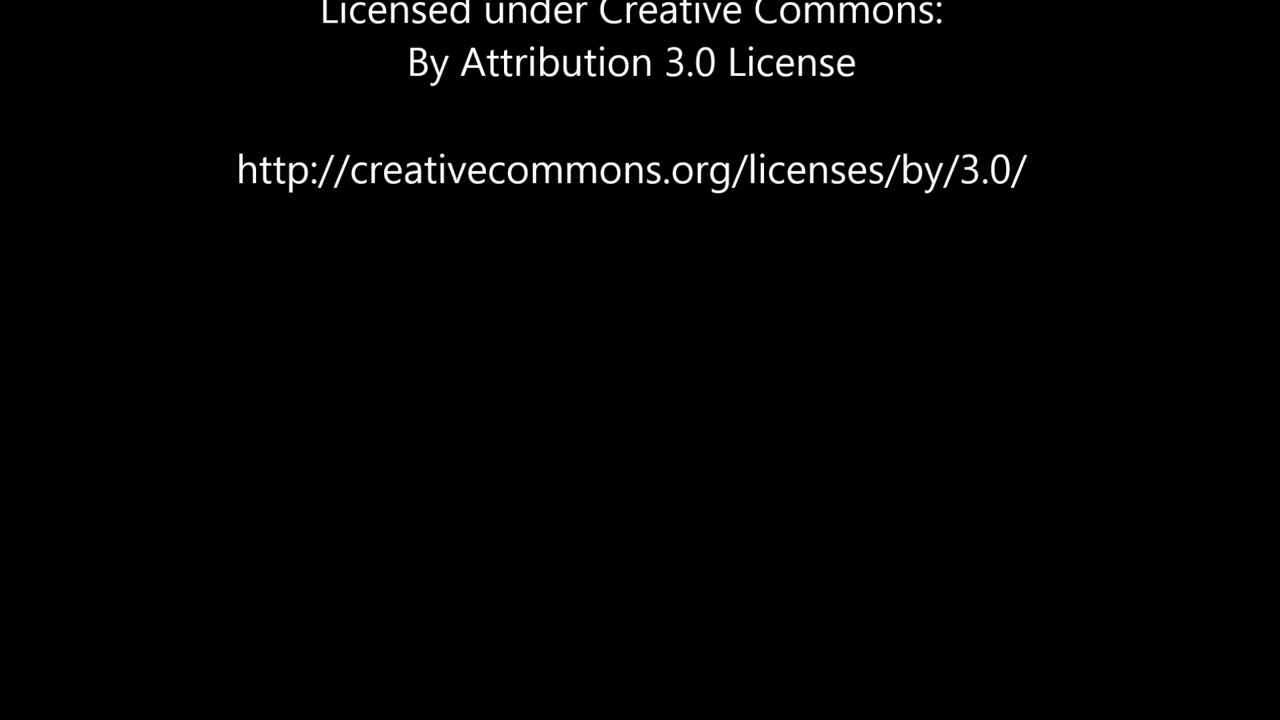 Licensed under Creative Commons:
By Attribution 3.0 License
http://creativecommons.org/licenses/by/3.0/